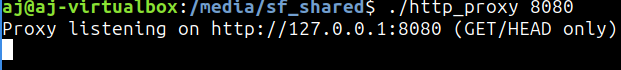 aj@aj-virtualbox:/media/sf_shared$ ./http_proxy 8080
Proxy listening on http://127.0.0.1:8080 (GET/HEAD only)